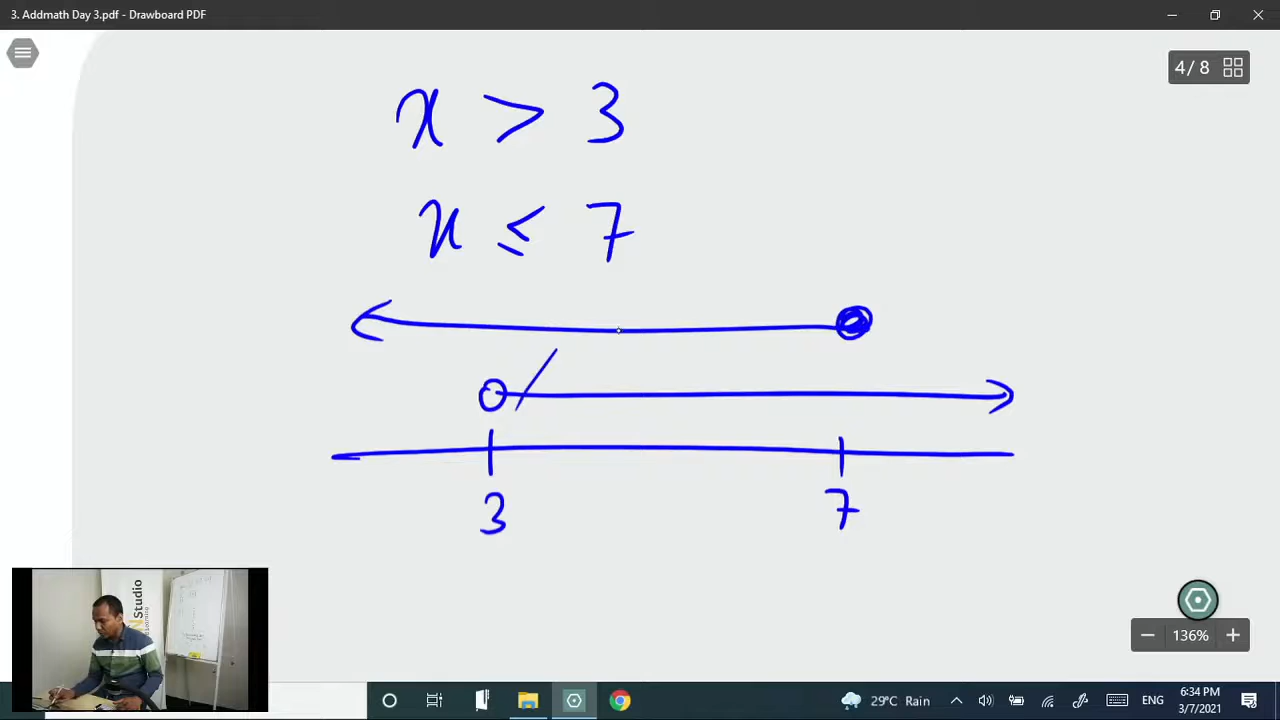 3. Addmath Day 3.pdf - Drawboard PDF
4 / 8
x > 3
x ≤ 7
3
7
Studio
136%
29°C Rain
ENG
6:34 PM
3/7/2021